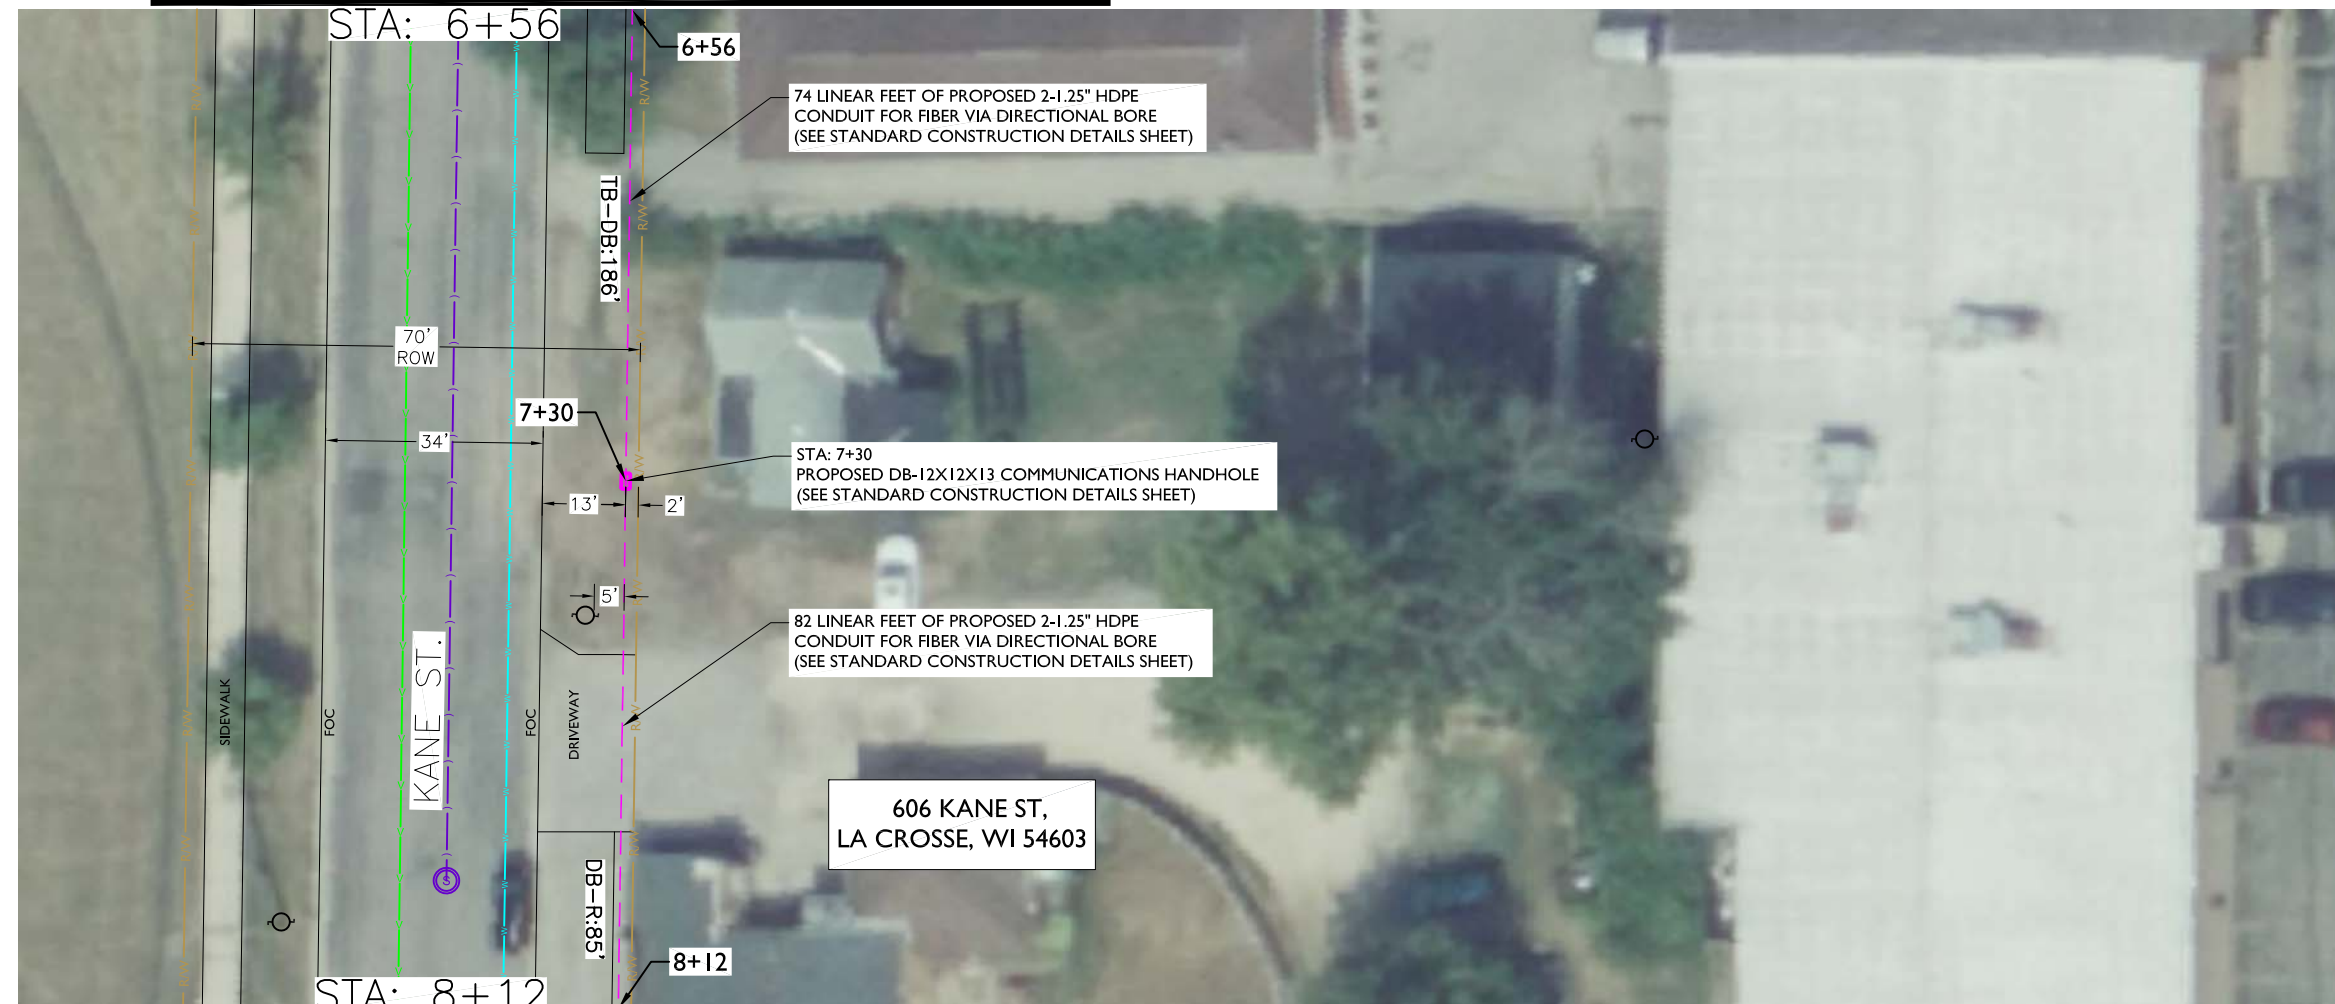 STA: 6+56
6+56
74 LINEAR FEET OF PROPOSED 2-1.25" HDPE
CONDUIT FOR FIBER VIA DIRECTIONAL BORE
(SEE STANDARD CONSTRUCTION DETAILS SHEET)
R/W
R/W
TB-DB:186'
R/W
70'
ROW
7+30
34'
STA: 7+30
PROPOSED DB-12X12X13 COMMUNICATIONS HANDHOLE
(SEE STANDARD CONSTRUCTION DETAILS SHEET)
R/W
13'
2'
5'
82 LINEAR FEET OF PROPOSED 2-1.25" HDPE
CONDUIT FOR FIBER VIA DIRECTIONAL BORE
(SEE STANDARD CONSTRUCTION DETAILS SHEET)
KANE ST.
SIDEWALK
FOC
FOC
DRIVEWAY
R/W
R/W
606 KANE ST,
LA CROSSE, WI 54603
R/W
R/W
S
DB-R:85'
8+12
R/W
R/W
STA: 8+12